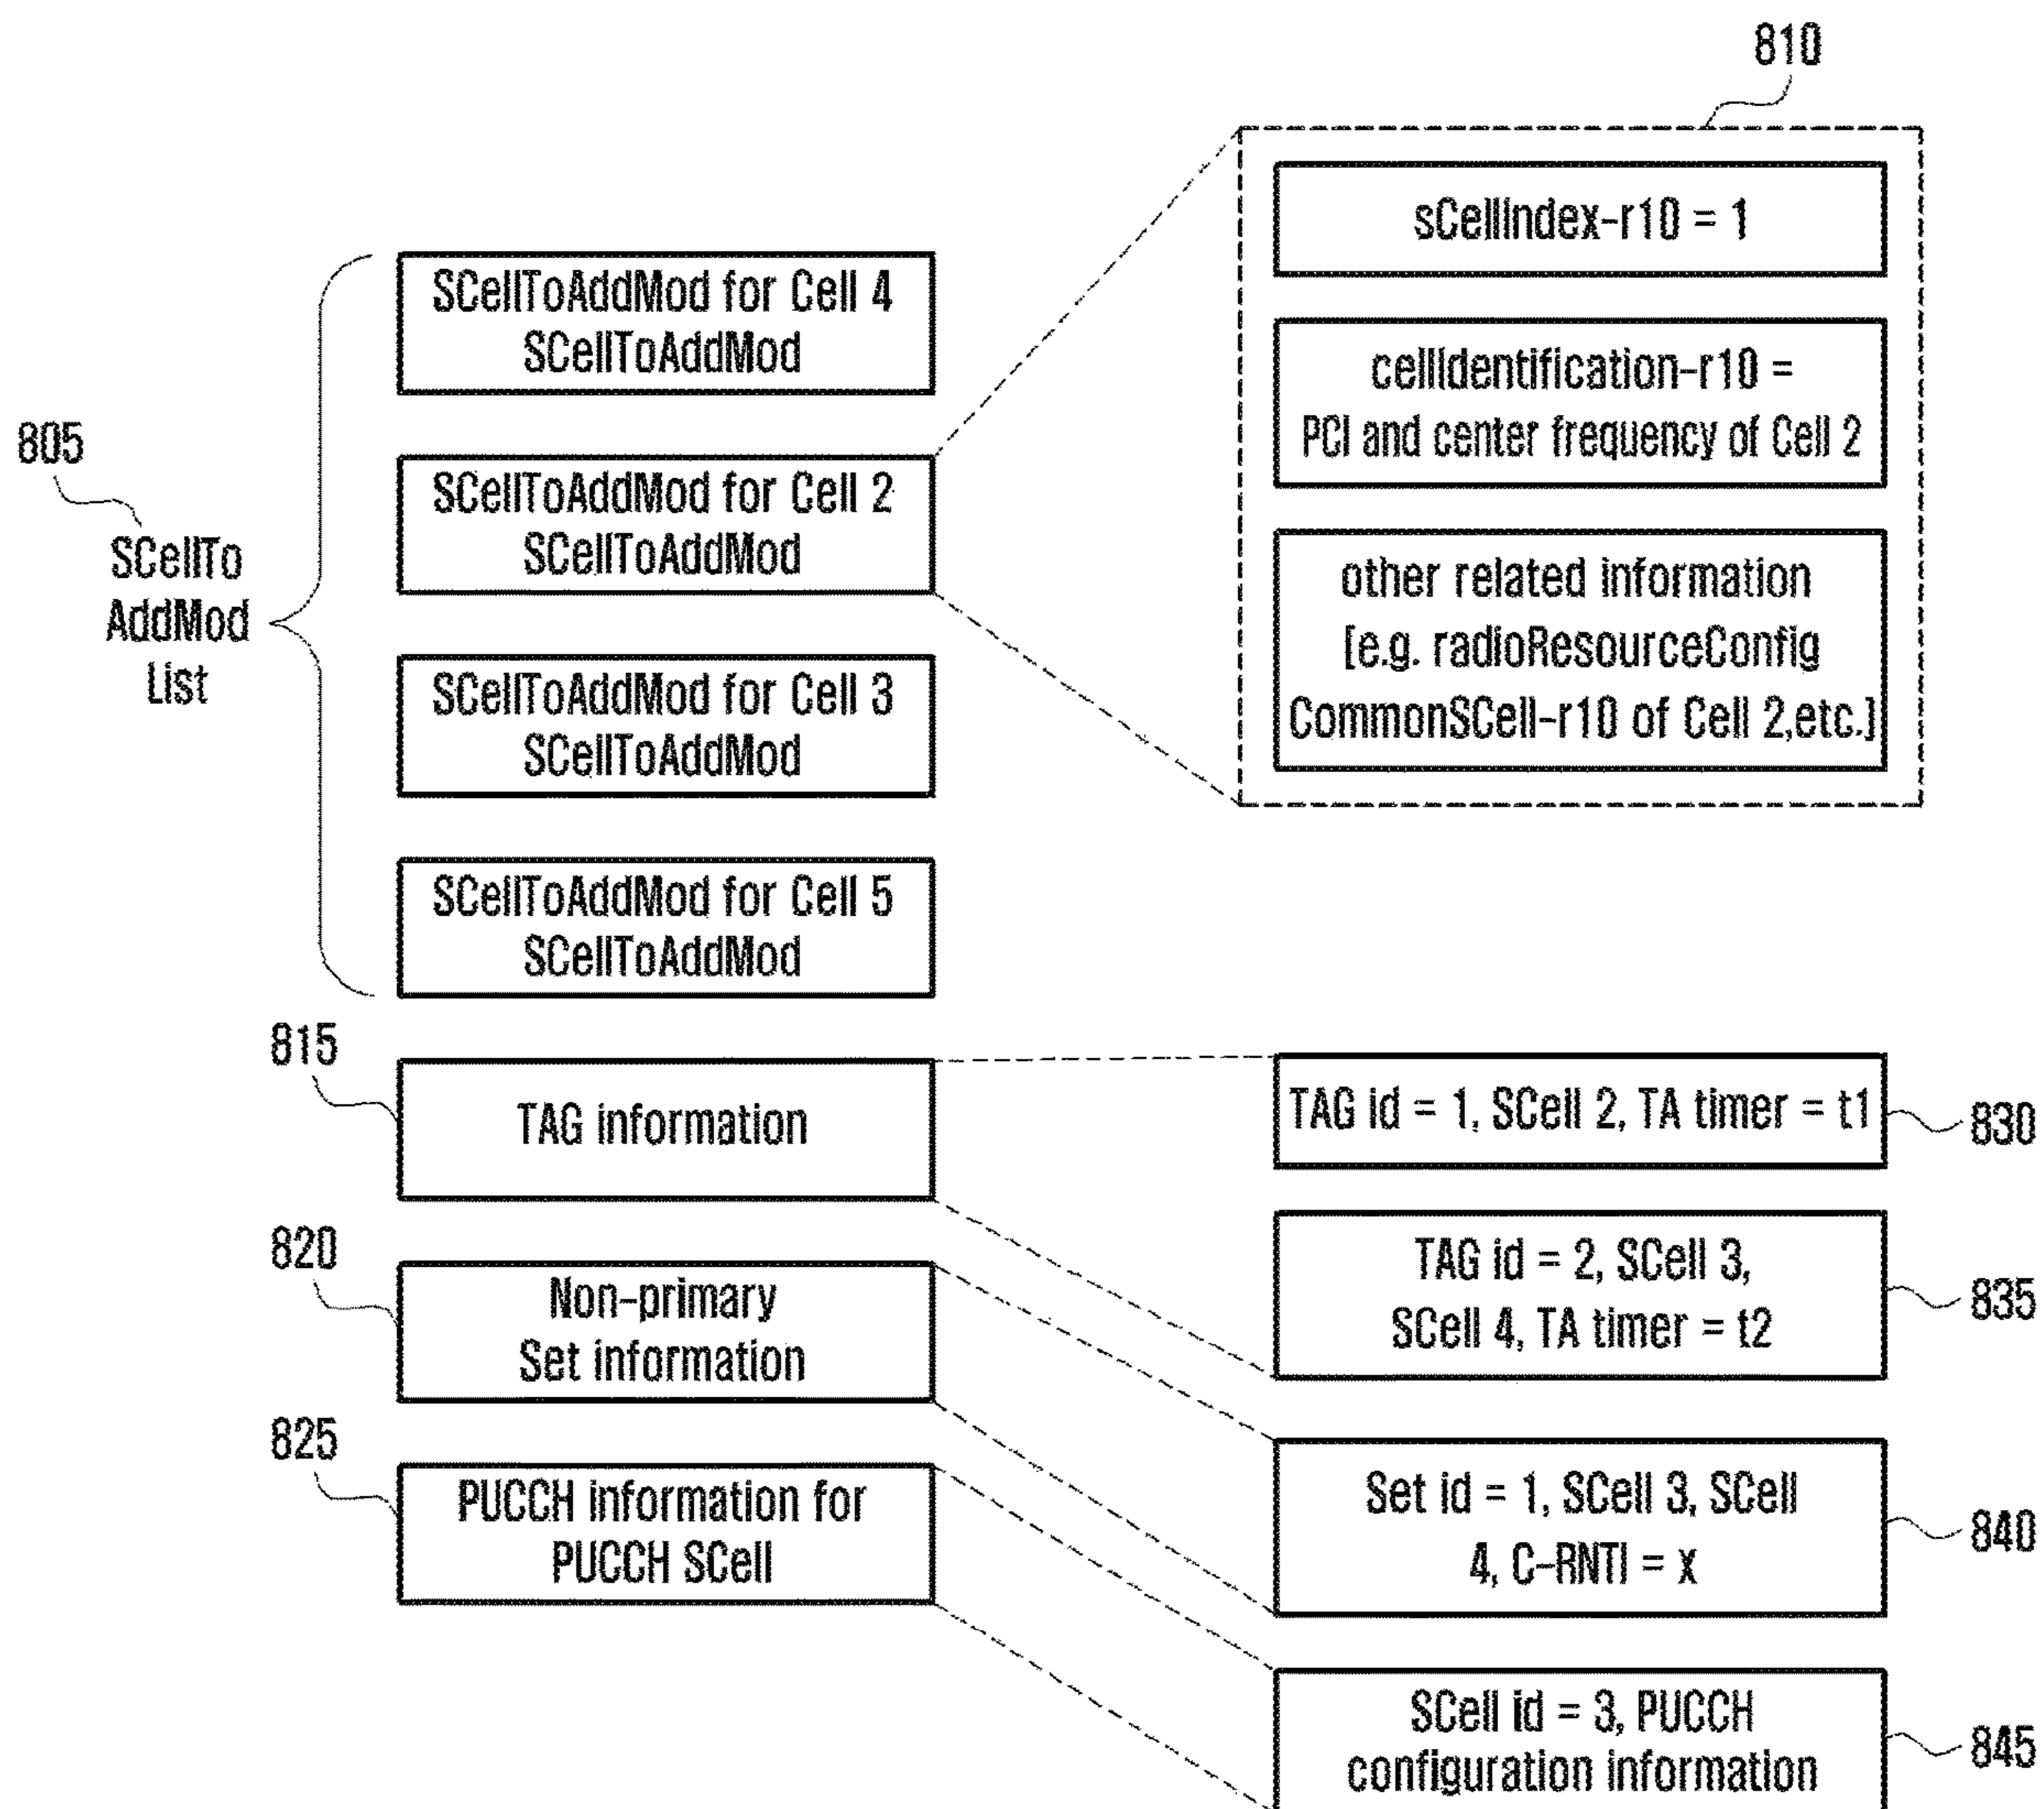 810
sCellIndex-r10 = 1
cellIdentification-r10 =
PCI and center frequency of Cell 2
other related information
[e.g. radioResourceConfig
CommonSCell-r10 of Cell 2,etc.]
805
SCellTo
AddMod
List
SCellToAddMod for Cell 4
SCellToAddMod
SCellToAddMod for Cell 2
SCellToAddMod
SCellToAddMod for Cell 3
SCellToAddMod
SCellToAddMod for Cell 5
SCellToAddMod
815
TAG information
TAG id = 1, SCell 2, TA timer = t1
830
TAG id = 2, SCell 3,
SCell 4, TA timer = t2
835
820
Non-primary
Set information
Set id = 1, SCell 3, SCell
4, C-RNTI = x
840
825
PUCCH information for
PUCCH SCell
SCell id = 3, PUCCH
configuration information
845